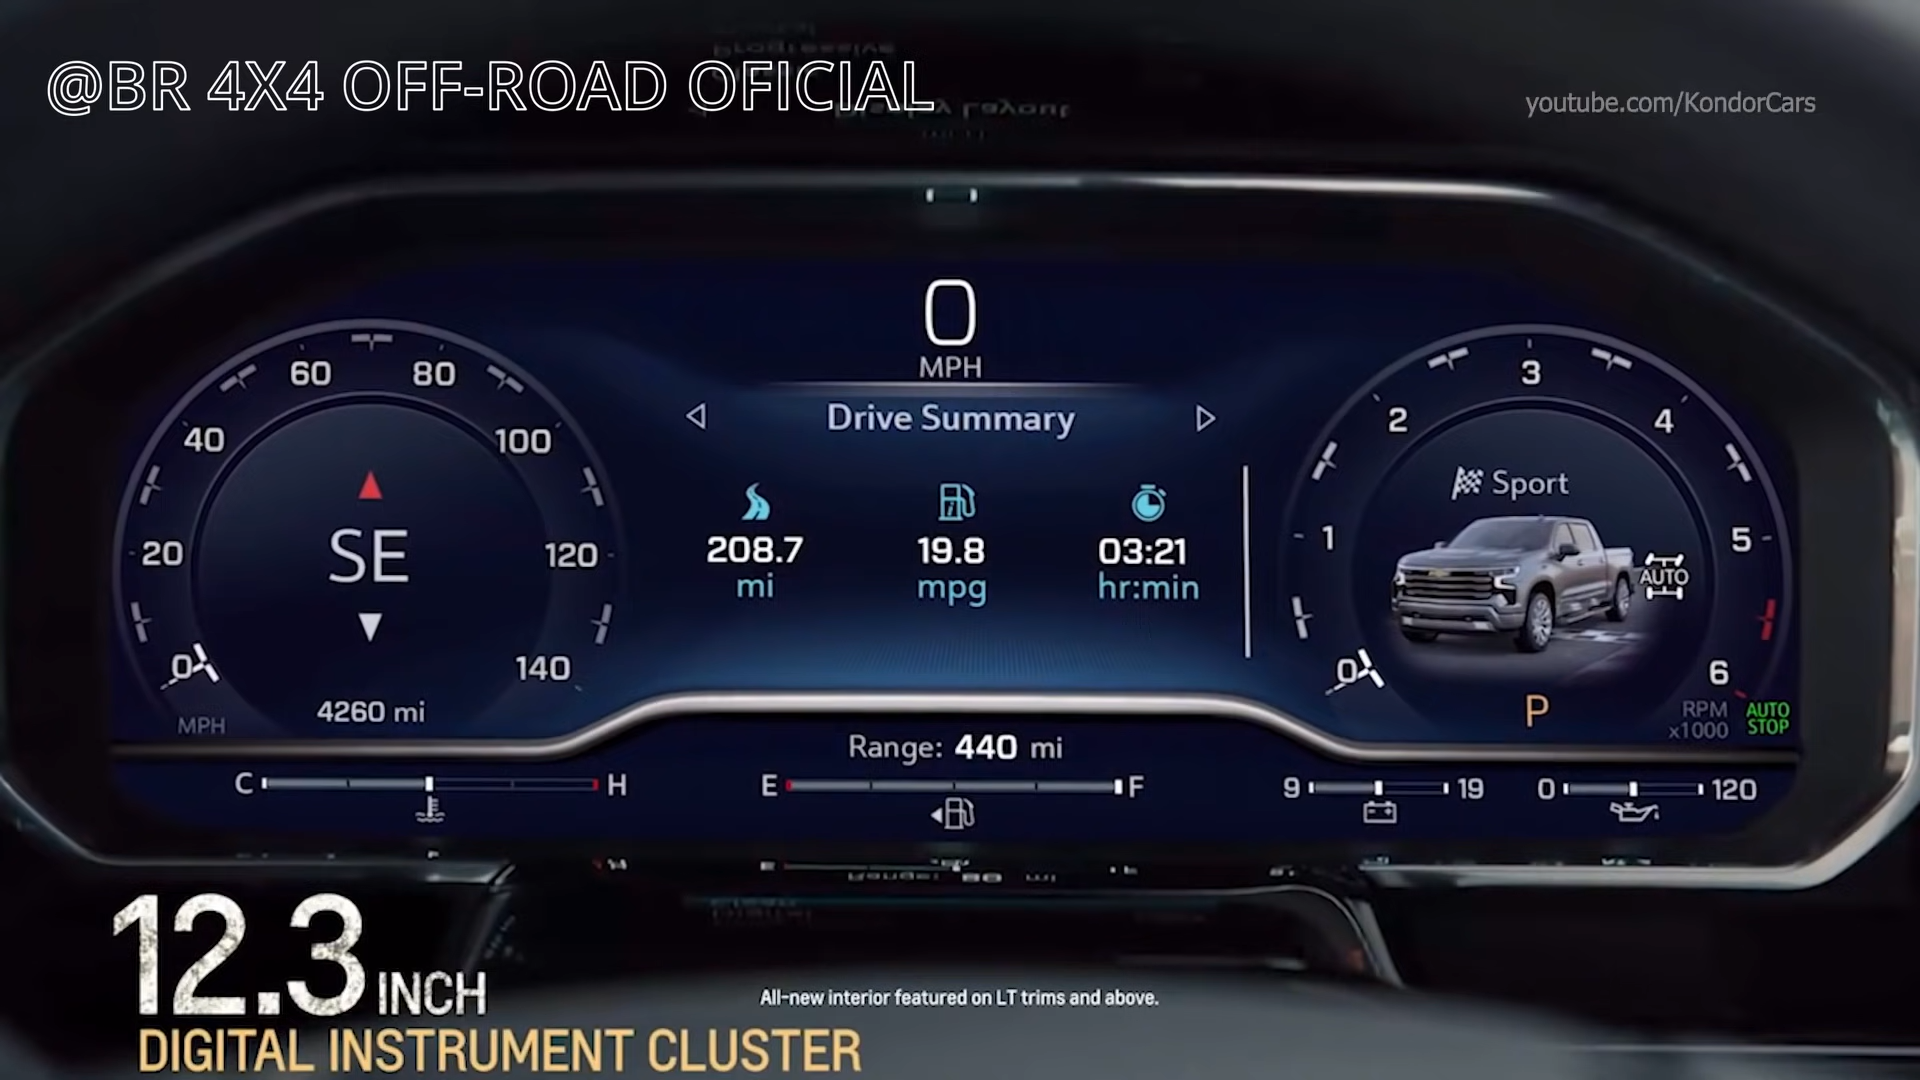 @BR 4X4 OFF-ROAD OFICIAL
youtube.com/KondorCars
Display Layout
0
MPH
Drive Summary
208.7
mi
19.8
mpg
03:21
hr:min
0
20
40
60
80
100
120
140
MPH
SE
4260 mi
0
1
2
3
4
5
6
RPM
x1000
Sport
AUTO
P
AUTO
STOP
Range: 440 mi
C H
E F
9 19
0 120
12.3 INCH
DIGITAL INSTRUMENT CLUSTER
All-new interior featured on LT trims and above.